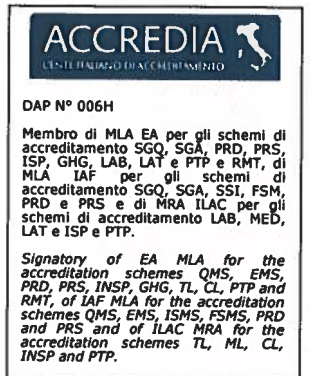 ACCREDIA
L'ENTE ITALIANO DI ACCREDITAMENTO
DAP N° 006H
Membro di MLA EA per gli schemi di
accreditamento SGQ, SGA, PRD, PRS,
ISP, GHG, LAB, LAT e PTP e RMT, di
MLA IAF per gli schemi di
accreditamento SGQ, SGA, SSI, FSM,
PRD e PRS e di MRA ILAC per gli
schemi di accreditamento LAB, MED,
LAT e ISP e PTP.
Signatory of EA MLA for the
accreditation schemes QMS, EMS,
PRD, PRS, INSP, GHG, TL, CL, PTP and
RMT, of IAF MLA for the accreditation
schemes QMS, EMS, ISMS, FSMS, PRD
and PRS and of ILAC MRA for the
accreditation schemes TL, ML, CL,
INSP and PTP.